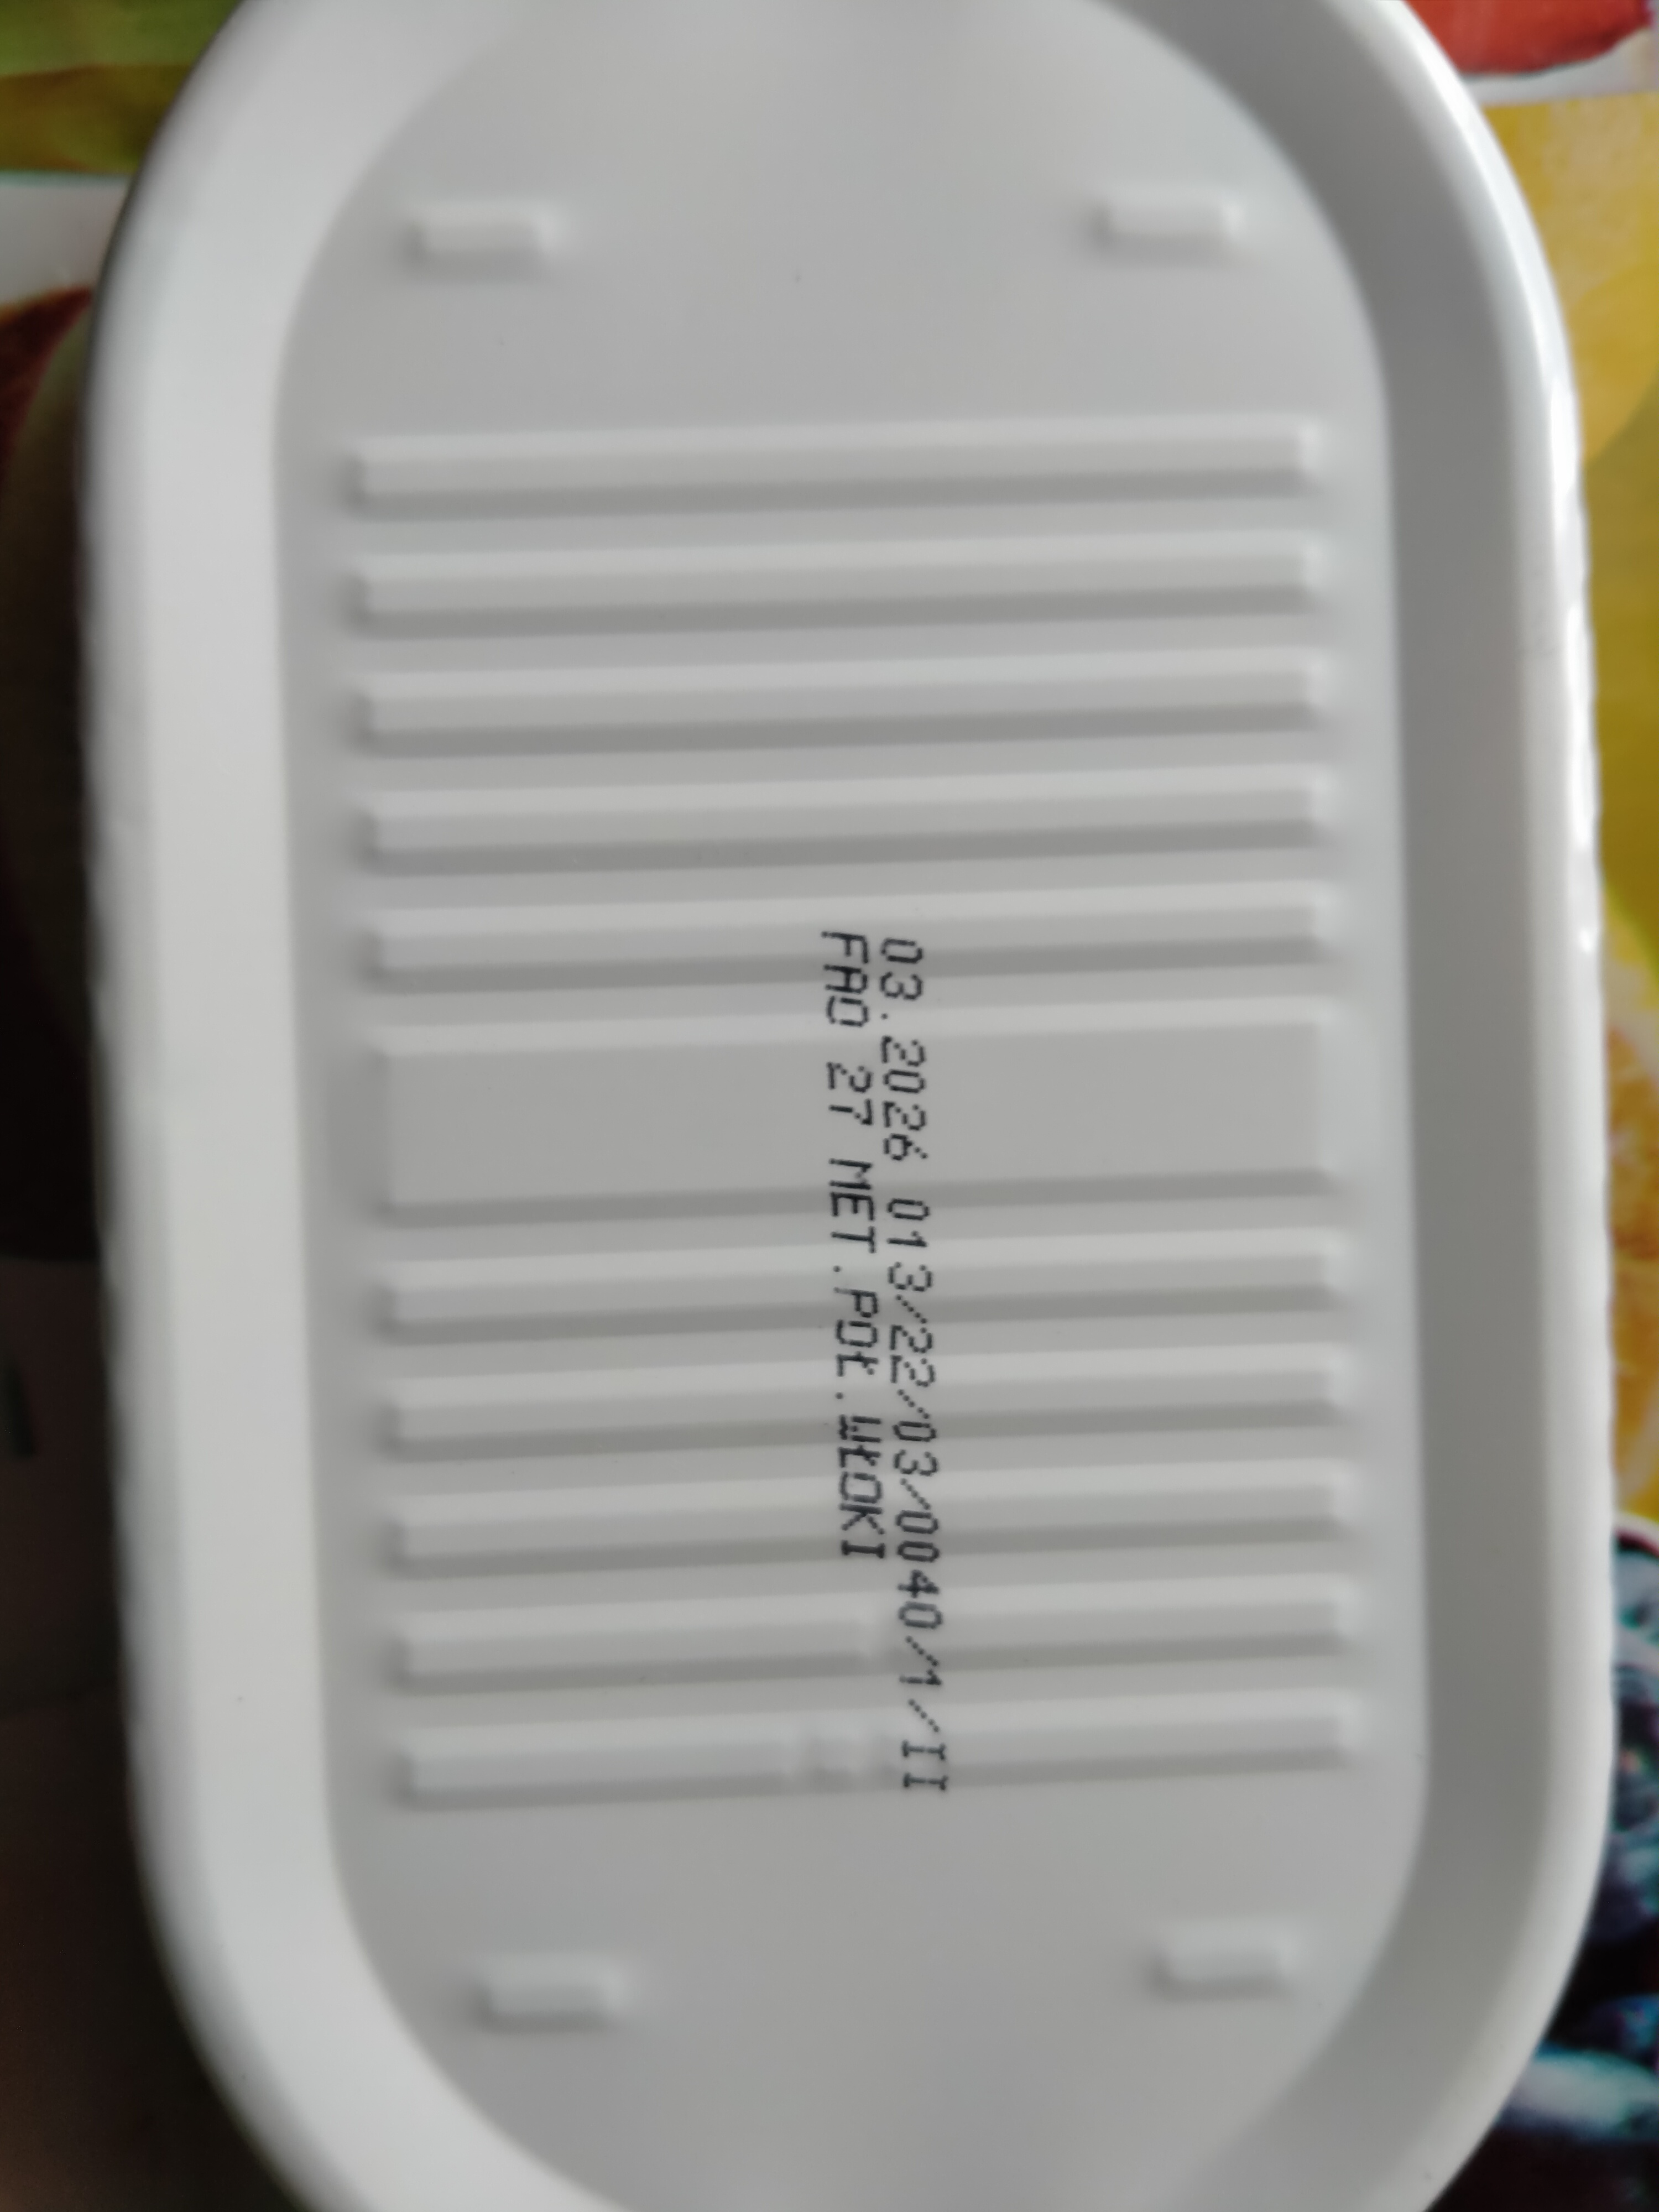 03.2026 013/22/03/0040/1/II
FAO 27 MET.POŁ.WŁOKI